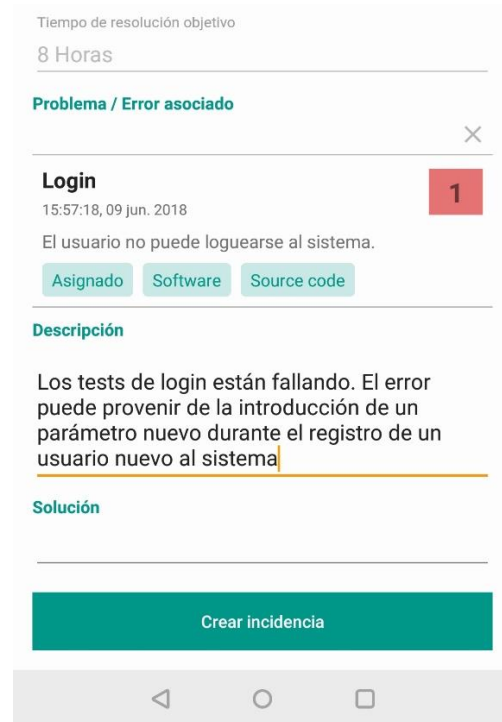 Tiempo de resolución objetivo
8 Horas
Problema / Error asociado
Login
1
15:57:18, 09 jun. 2018
El usuario no puede loguearse al sistema.
Asignado Software Source code
Descripción
Los tests de login están fallando. El error
puede provenir de la introducción de un
parámetro nuevo durante el registro de un
usuario nuevo al sistema
Solución
Crear incidencia